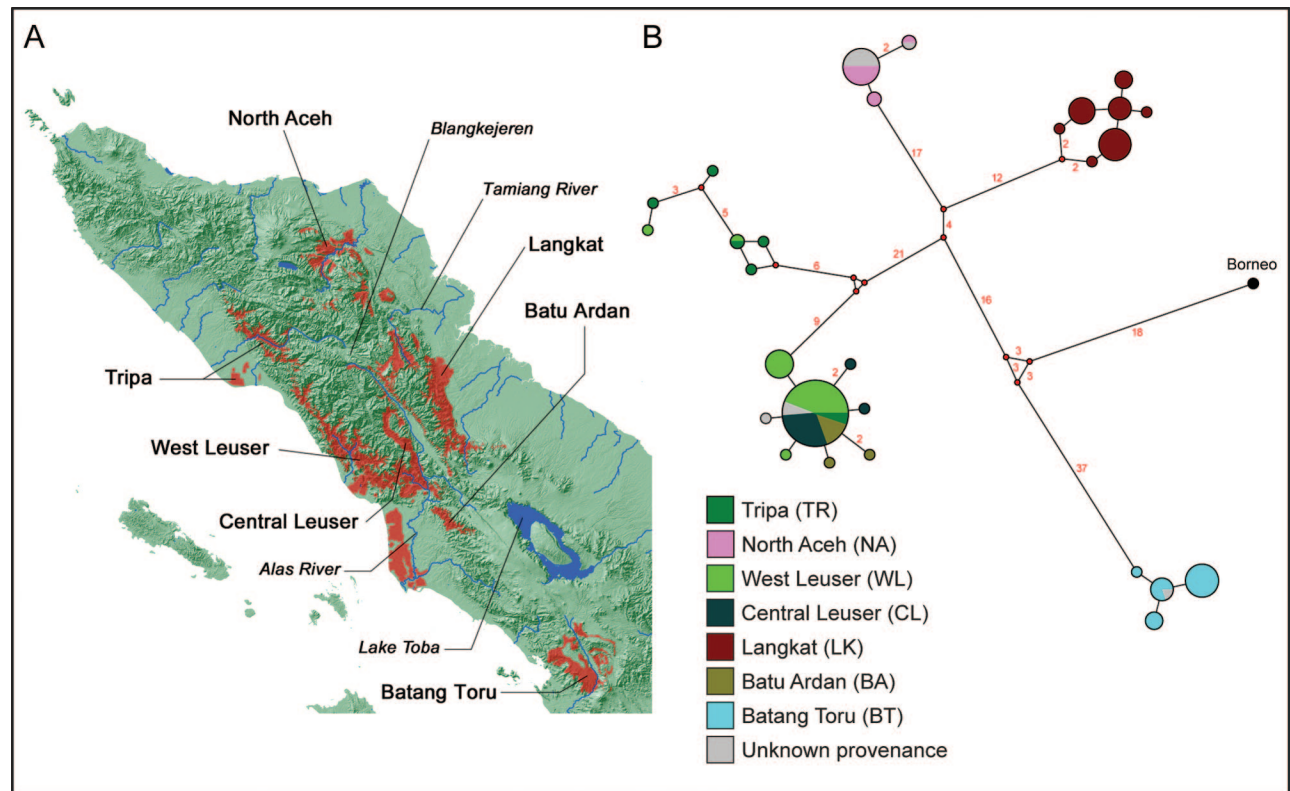 A
North Aceh
Blangkejeren
Tamiang River
Langkat
Batu Ardan
Tripa
West Leuser
Central Leuser
Alas River
Lake Toba
Batang Toru
B
2
17
2
2
12
4
3
5
6
21
9
16
Borneo
18
3
3
3
2
2
37
Tripa (TR)
North Aceh (NA)
West Leuser (WL)
Central Leuser (CL)
Langkat (LK)
Batu Ardan (BA)
Batang Toru (BT)
Unknown provenance